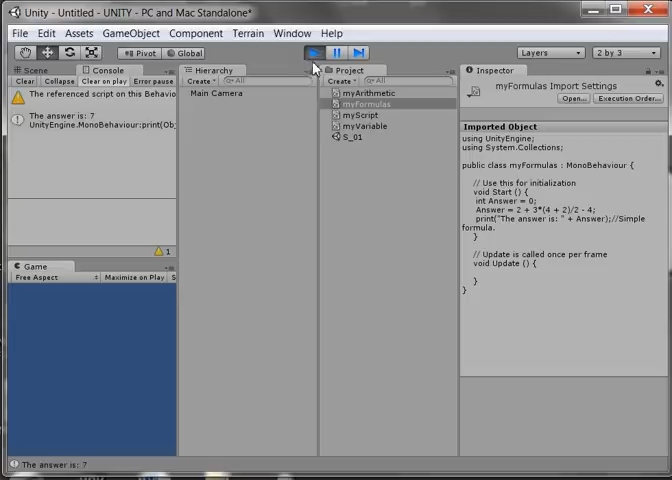 Unity - Untitled - UNITY - PC and Mac Standalone*
File Edit Assets GameObject Component Terrain Window Help
Pivot Global Layers 2 by 3
Scene Console Hierarchy Project Inspector
Clear Collapse Clear on play Create All Create All
The referenced script on this Behavio
The answer is: 7
UnityEngine.MonoBehaviour:print(Obj
1
Game
Free Aspect Maximize on Play
Main Camera
myArithmetic
myFormulas
myScript
myVariable
S_01
myFormulas Import Settings
Open... Execution Order...
Imported Object
using UnityEngine;
using System.Collections;
public class myFormulas : MonoBehaviour {
// Use this for initialization
void Start () {
int Answer = 0;
Answer = 2 + 3*(4 + 2)/2 - 4;
print("The answer is: " + Answer);//Simple
formula.
}
// Update is called once per frame
void Update () {
}
}
The answer is: 7